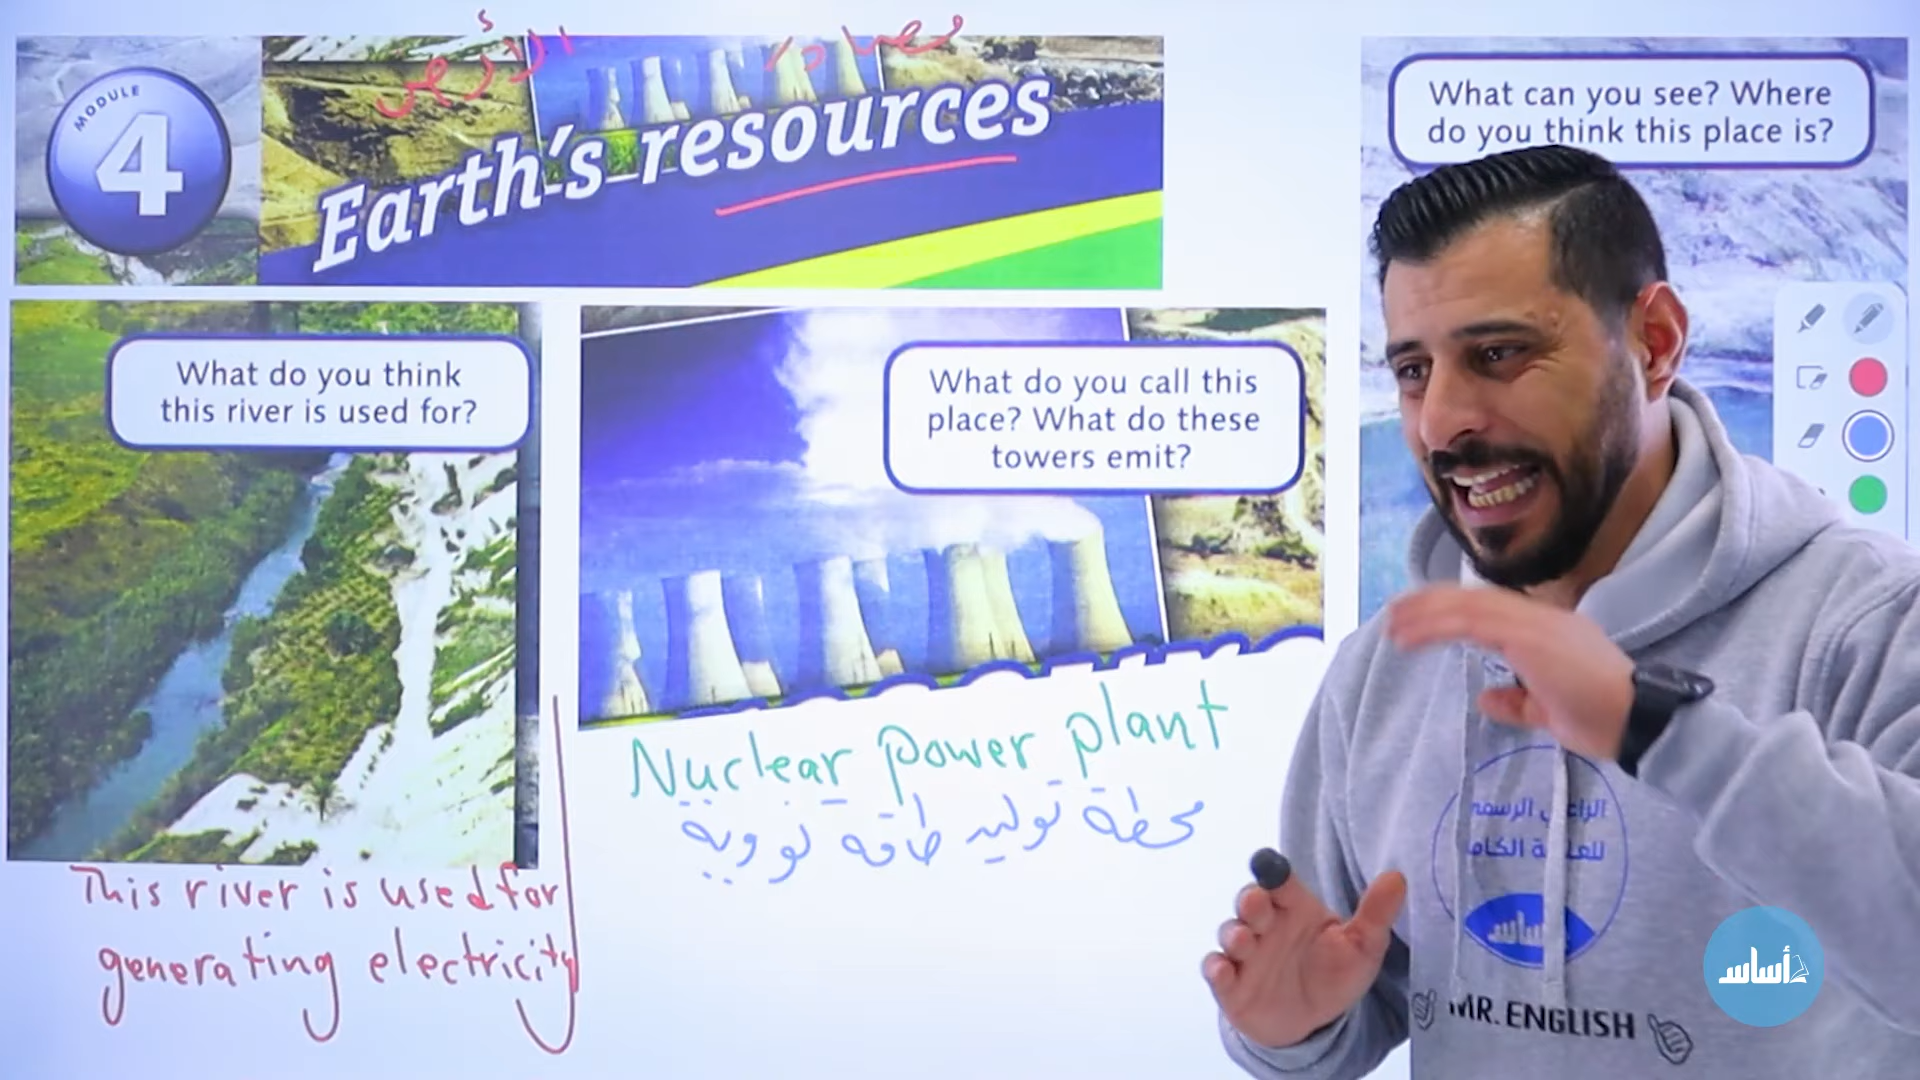 مصادر الأرض
MODULE
4
Earth's resources
What can you see? Where
do you think this place is?
What do you think
this river is used for?
What do you call this
place? What do these
towers emit?
Nuclear power plant
محطة توليد طاقة نووية
This river is used for
generating electricity
الرسمي
MR. ENGLISH
أساس